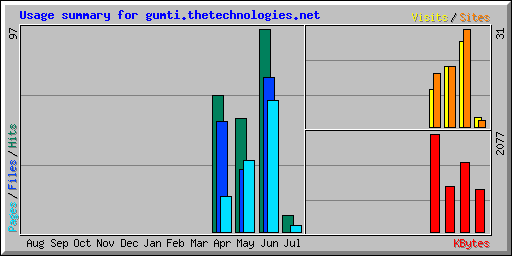 Usage summary for gumti.thetechnologies.net
Visits/Sites
97
31
Pages/Files/Hits
2077
Aug Sep Oct Nov Dec Jan Feb Mar Apr May Jun Jul
KBytes